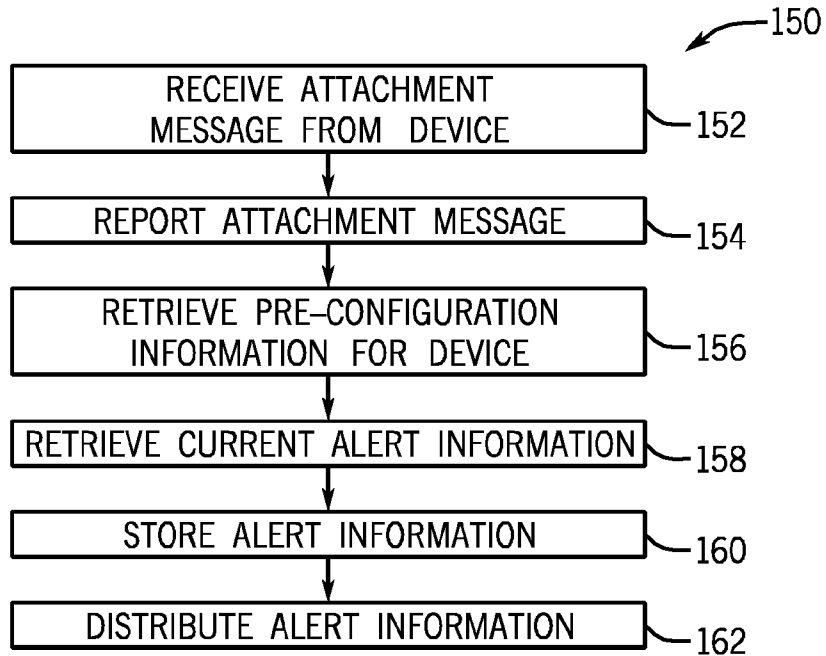 150
RECEIVE ATTACHMENT
MESSAGE FROM DEVICE
152
REPORT ATTACHMENT MESSAGE
154
RETRIEVE PRE-CONFIGURATION
INFORMATION FOR DEVICE
156
RETRIEVE CURRENT ALERT INFORMATION
158
STORE ALERT INFORMATION
160
DISTRIBUTE ALERT INFORMATION
162